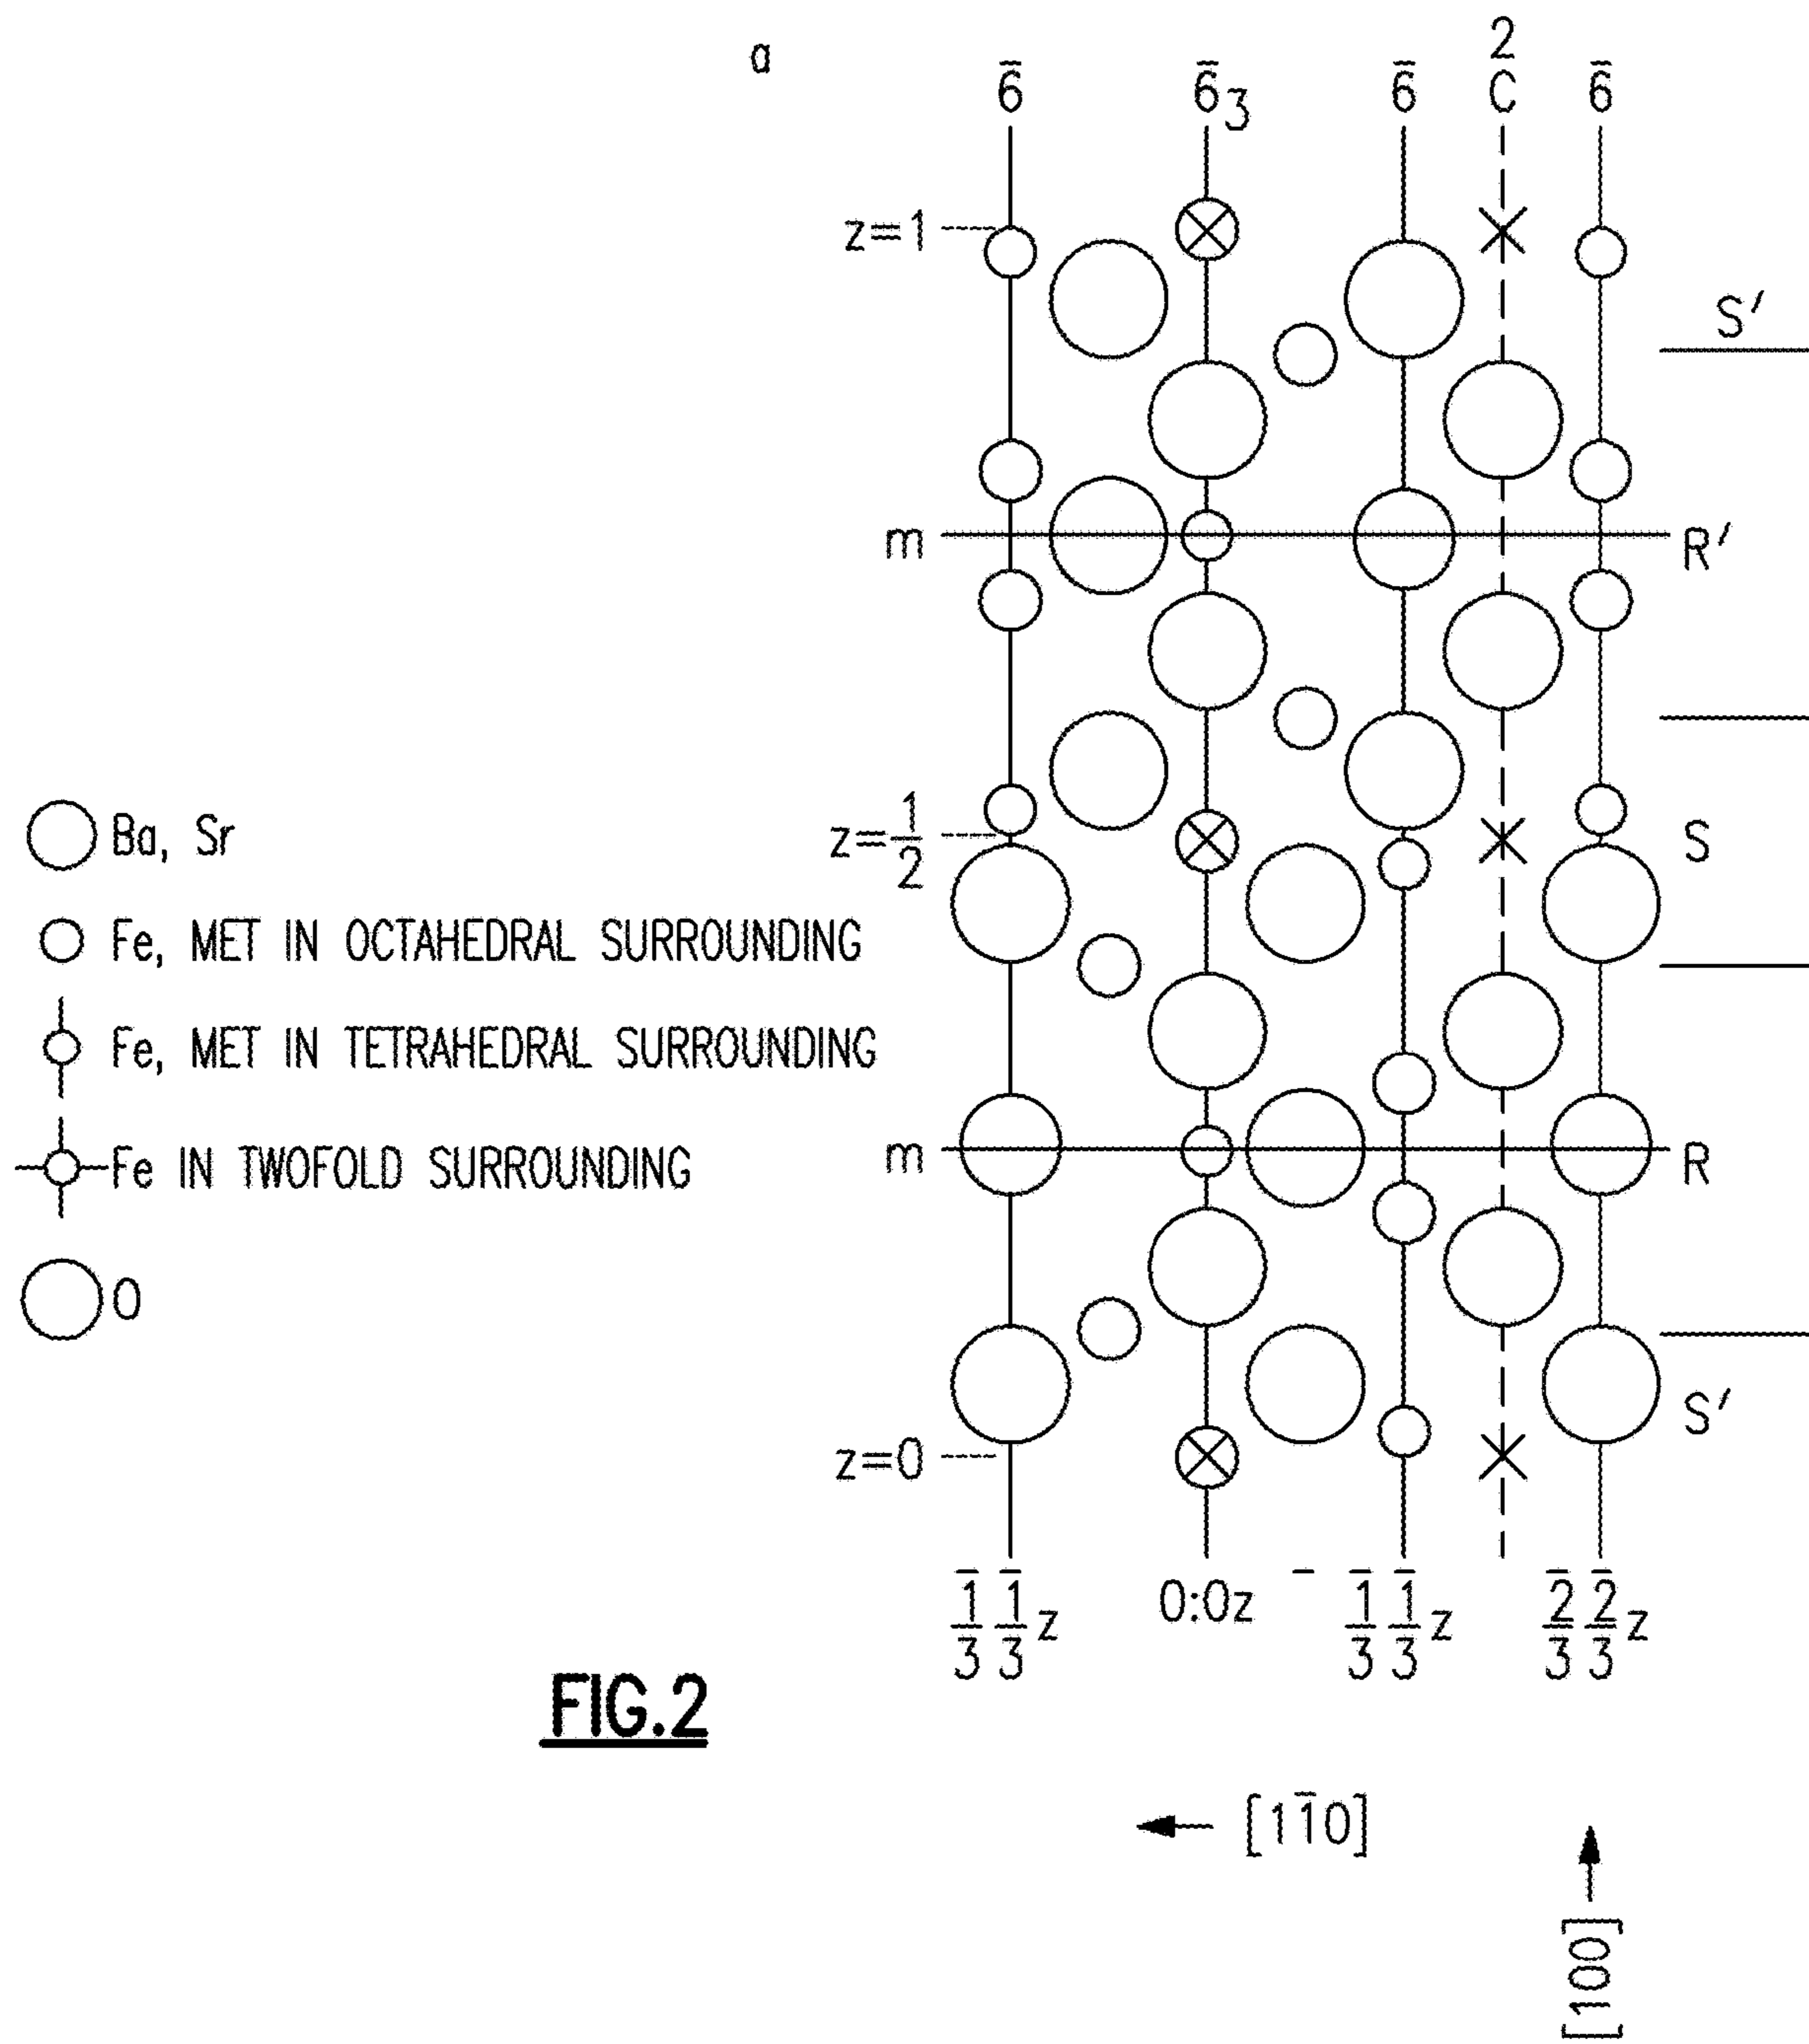 a
6̅ 6̅₃ 6̅ 2̲/C̅ 6̅
z=1
S′
m R′
z=1/2
S
m R
S′
z=0
Ba, Sr
Fe, MET IN OCTAHEDRAL SURROUNDING
Fe, MET IN TETRAHEDRAL SURROUNDING
Fe IN TWOFOLD SURROUNDING
O
1̅/3 1̅/3 z 0:0z - 1̅/3 1̅/3 z 2̅/3 2̅/3 z
FIG.2
[11̅0]
[100]